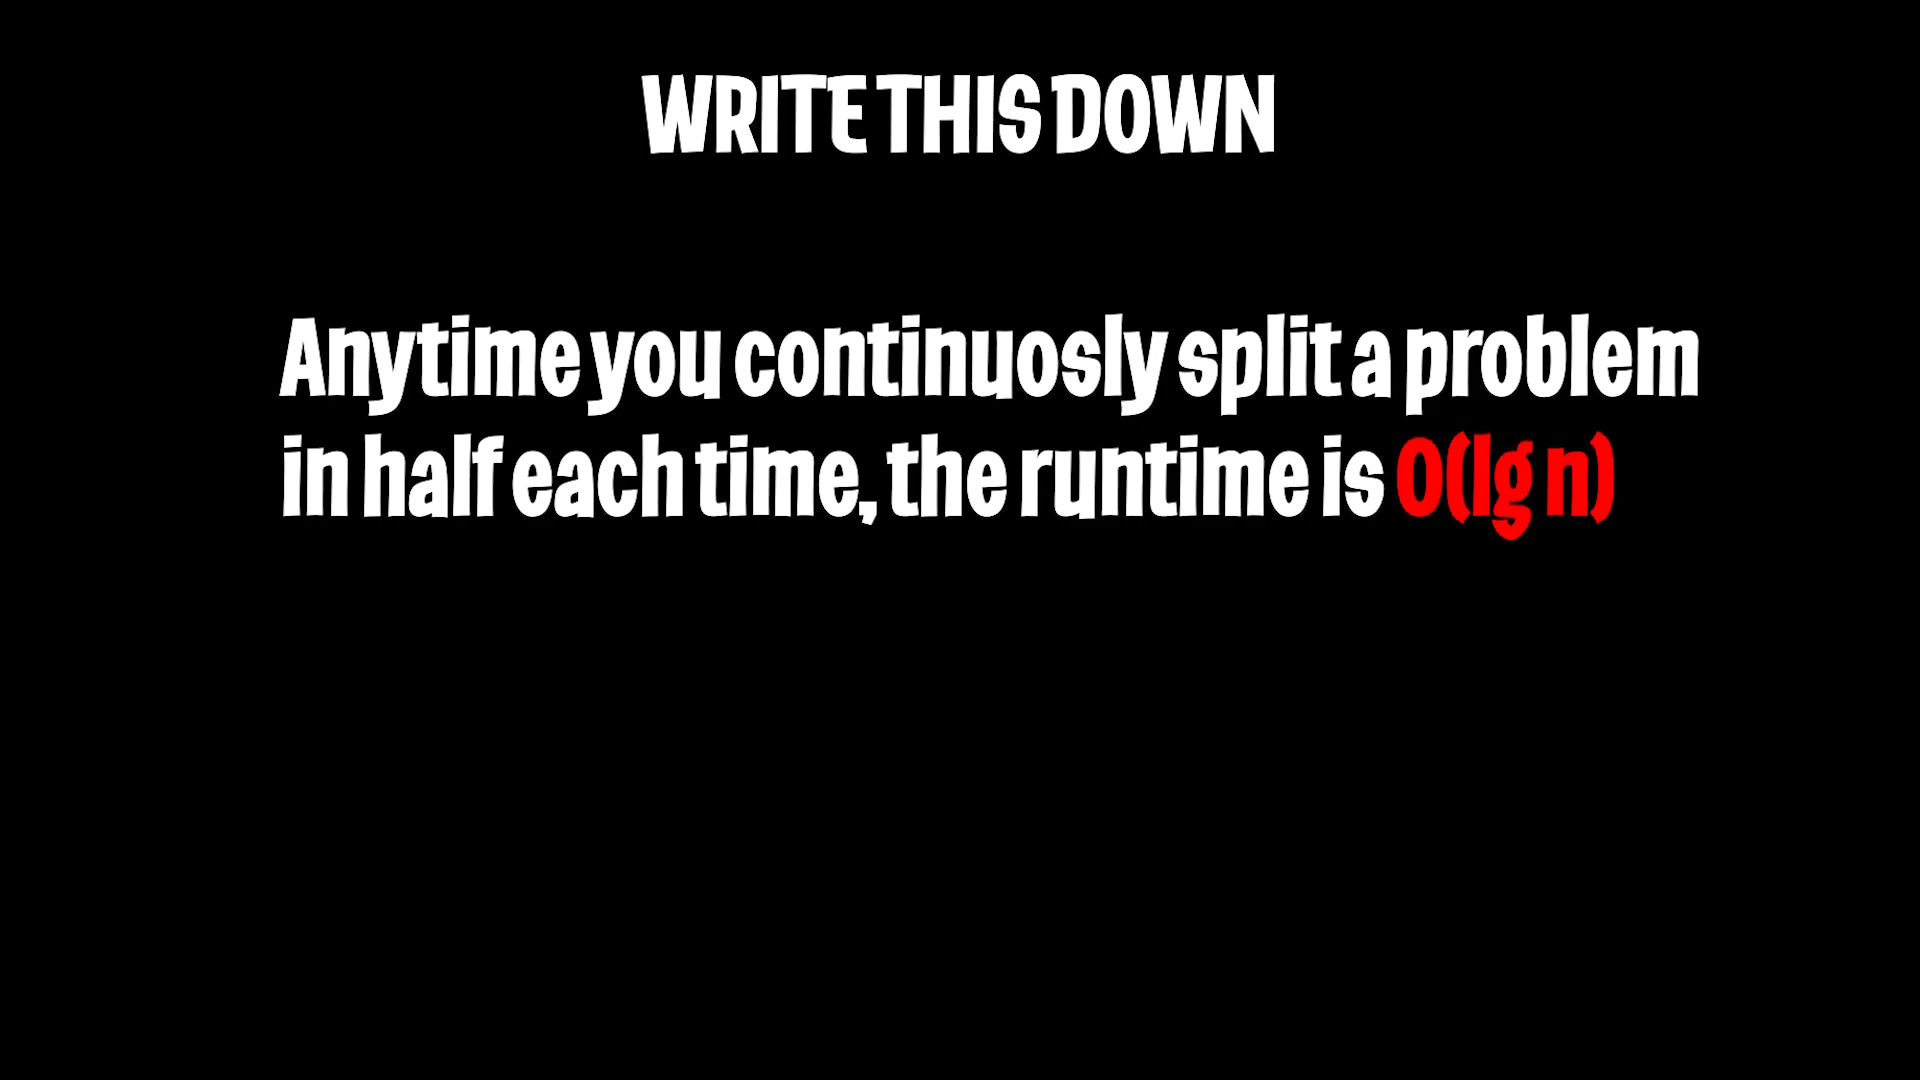 WRITE THIS DOWN
Anytime you continuosly split a problem
in half each time, the runtime is O(lg n)